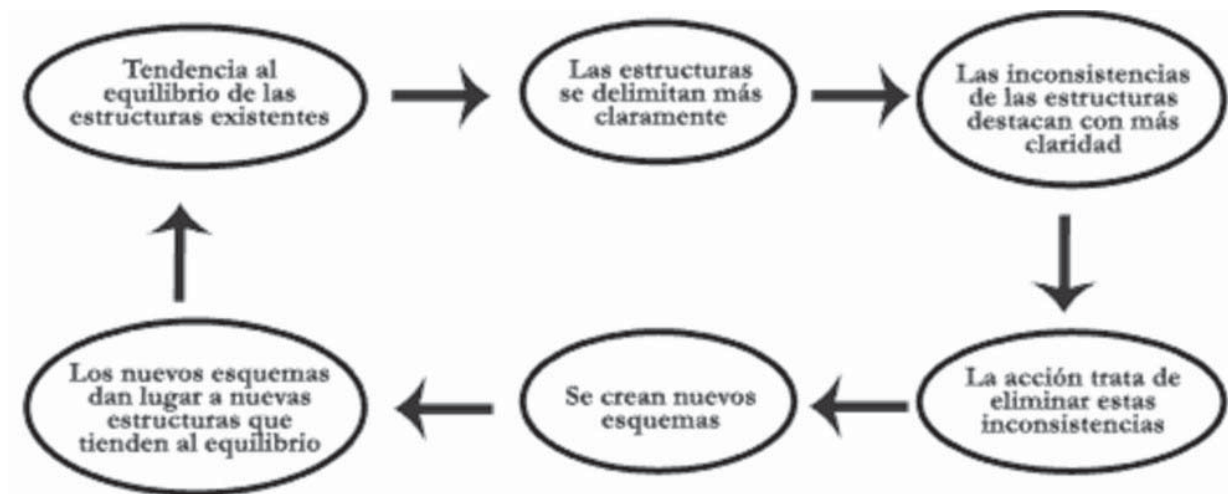 Tendencia al
equilibrio de las
estructuras existentes
Las estructuras
se delimitan más
claramente
Las inconsistencias
de las estructuras
destacan con más
claridad
La acción trata de
eliminar estas
inconsistencias
Se crean nuevos
esquemas
Los nuevos esquemas
dan lugar a nuevas
estructuras que
tienden al equilibrio